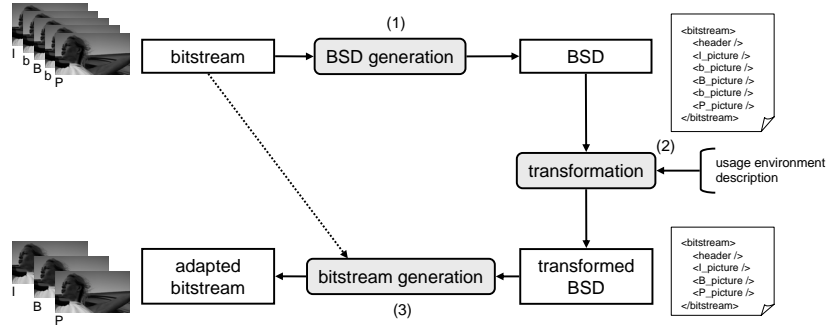 (1)
I
b
B
b
P
bitstream
BSD generation
BSD
<bitstream>
<header />
<I_picture />
<b_picture />
<B_picture />
<b_picture />
<P_picture />
</bitstream>
(2)
transformation
usage environment
description
I
B
P
adapted
bitstream
bitstream generation
transformed
BSD
<bitstream>
<header />
<I_picture />
<B_picture />
<P_picture />
</bitstream>
(3)